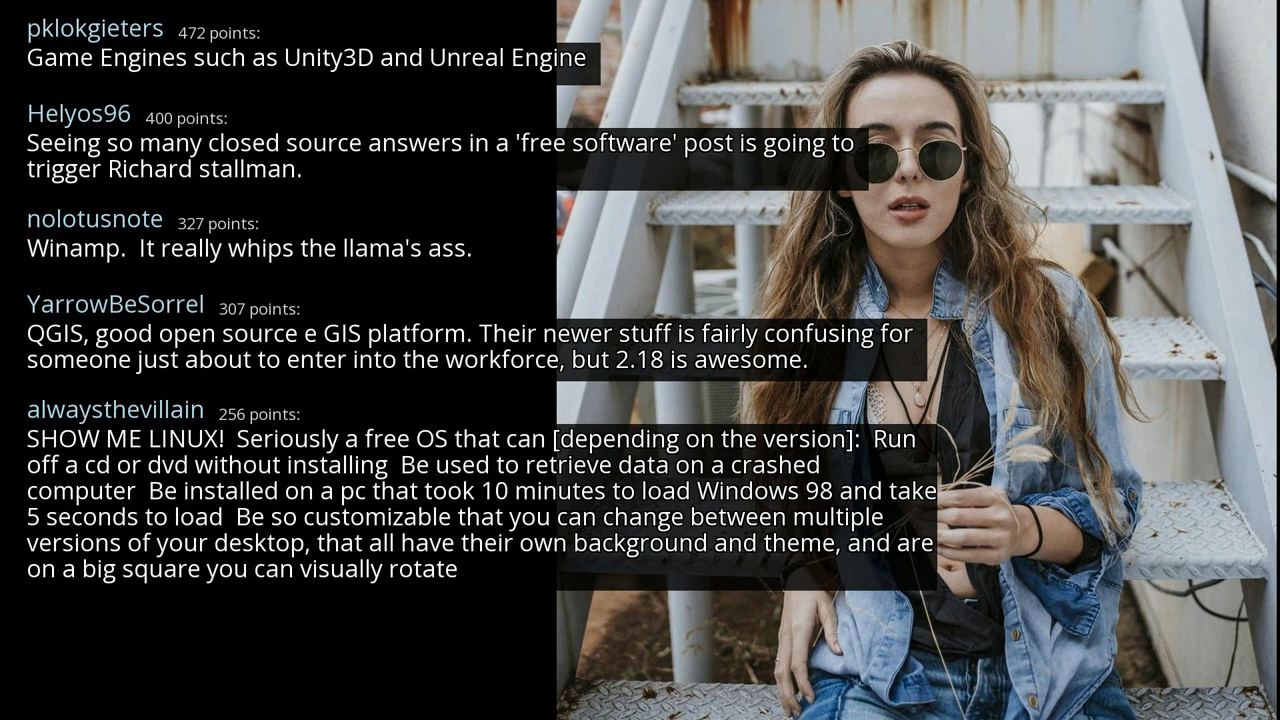 pklokgieters 472 points:
Game Engines such as Unity3D and Unreal Engine
Helyos96 400 points:
Seeing so many closed source answers in a 'free software' post is going to
trigger Richard stallman.
nolotusnote 327 points:
Winamp.  It really whips the llama's ass.
YarrowBeSorrel 307 points:
QGIS, good open source e GIS platform. Their newer stuff is fairly confusing for
someone just about to enter into the workforce, but 2.18 is awesome.
alwaysthevillain 256 points:
SHOW ME LINUX!  Seriously a free OS that can [depending on the version]:  Run
off a cd or dvd without installing  Be used to retrieve data on a crashed
computer  Be installed on a pc that took 10 minutes to load Windows 98 and take
5 seconds to load  Be so customizable that you can change between multiple
versions of your desktop, that all have their own background and theme, and are
on a big square you can visually rotate